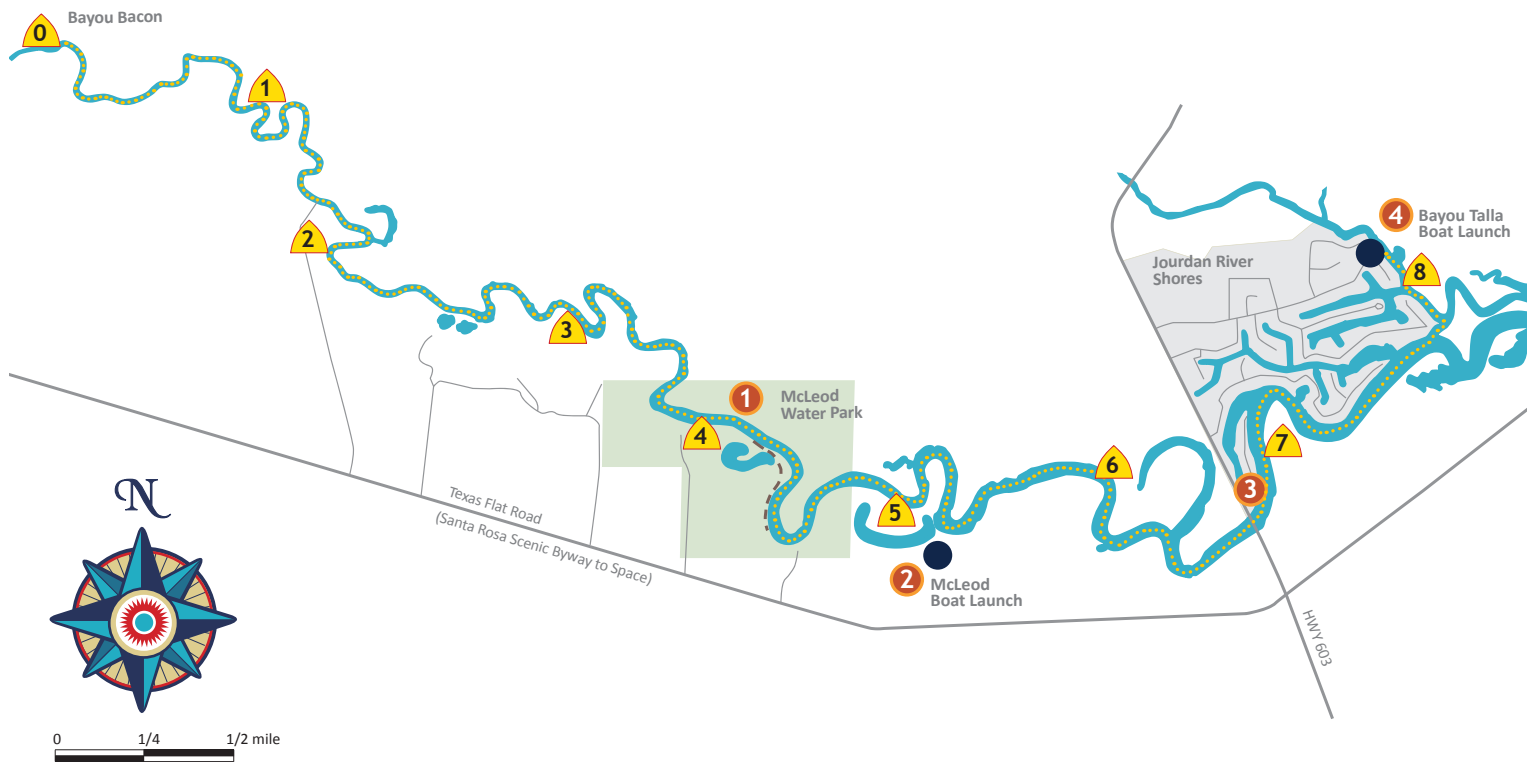 0
Bayou Bacon
1
2
3
4
1
McLeod
Water Park
5
2
McLeod
Boat Launch
6
7
3
4
Bayou Talla
Boat Launch
8
Jourdan River
Shores
Texas Flat Road
(Santa Rosa Scenic Byway to Space)
HWY 603
N
0 1/4 1/2 mile